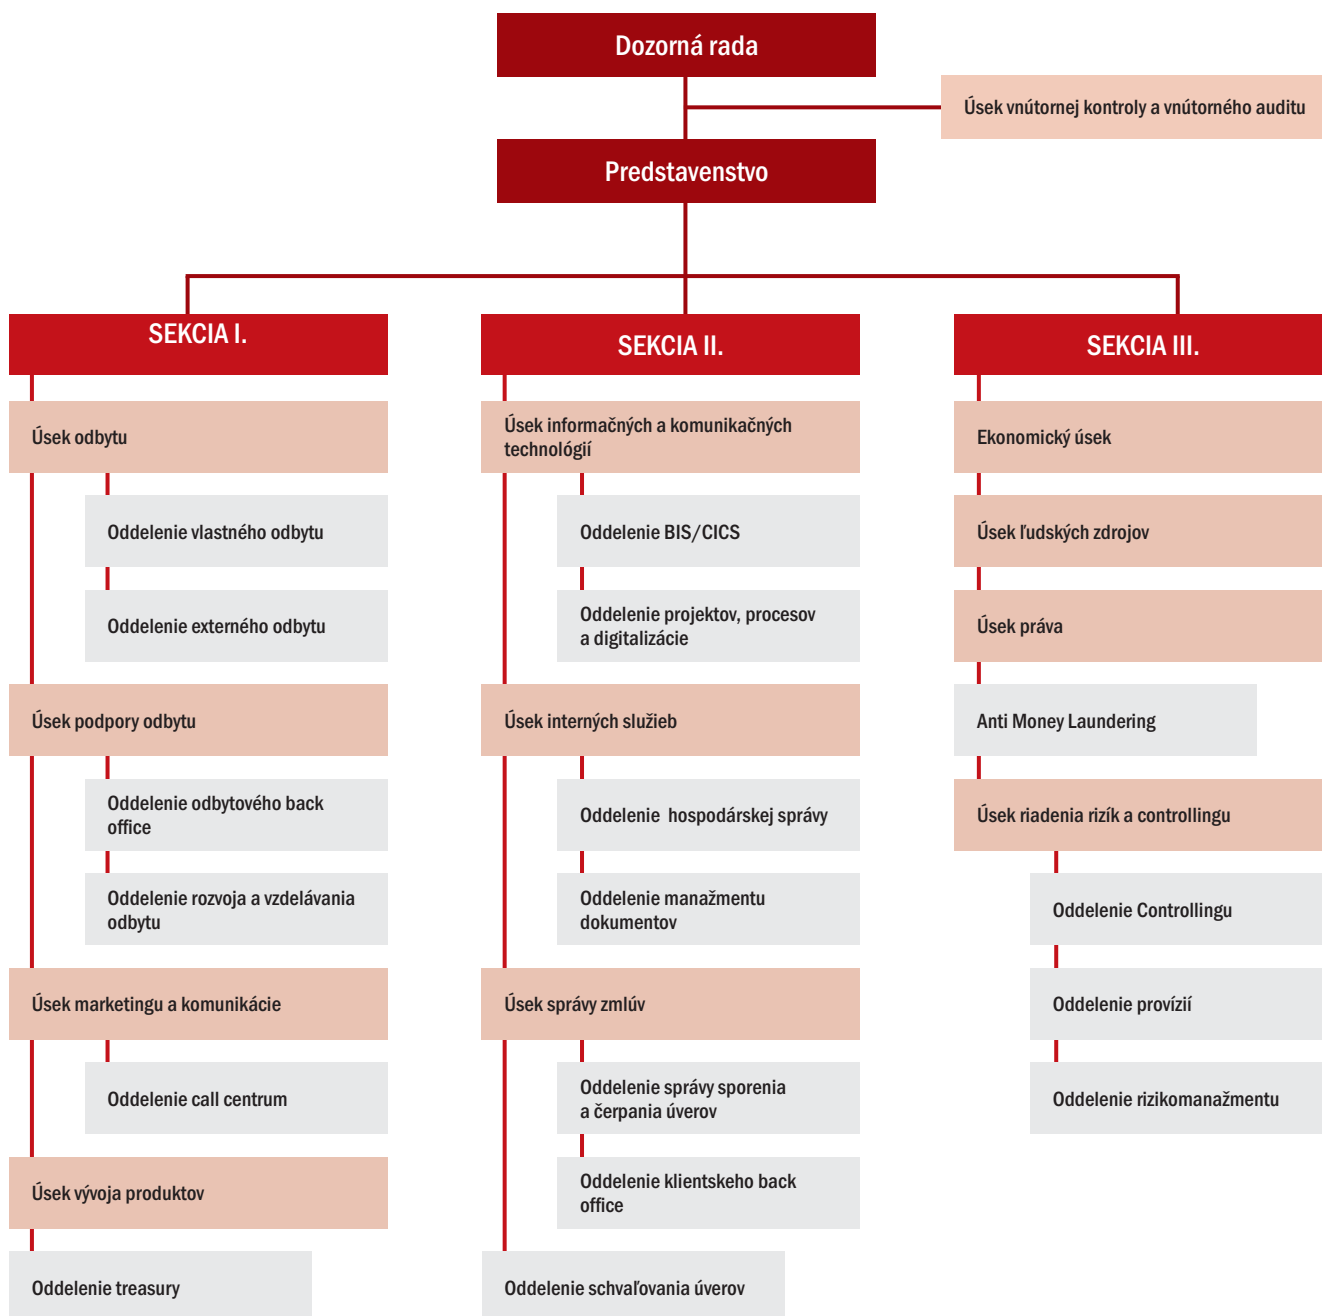 Dozorná rada
Úsek vnútornej kontroly a vnútorného auditu
Predstavenstvo
SEKCIA I.
Úsek odbytu
Oddelenie vlastného odbytu
Oddelenie externého odbytu
Úsek podpory odbytu
Oddelenie odbytového back
office
Oddelenie rozvoja a vzdelávania
odbytu
Úsek marketingu a komunikácie
Oddelenie call centrum
Úsek vývoja produktov
Oddelenie treasury
SEKCIA II.
Úsek informačných a komunikačných
technológií
Oddelenie BIS/CICS
Oddelenie projektov, procesov
a digitalizácie
Úsek interných služieb
Oddelenie hospodárskej správy
Oddelenie manažmentu
dokumentov
Úsek správy zmlúv
Oddelenie správy sporenia
a čerpania úverov
Oddelenie klientskeho back
office
Oddelenie schvaľovania úverov
SEKCIA III.
Ekonomický úsek
Úsek ľudských zdrojov
Úsek práva
Anti Money Laundering
Úsek riadenia rizík a controllingu
Oddelenie Controllingu
Oddelenie provízií
Oddelenie rizikomanažmentu